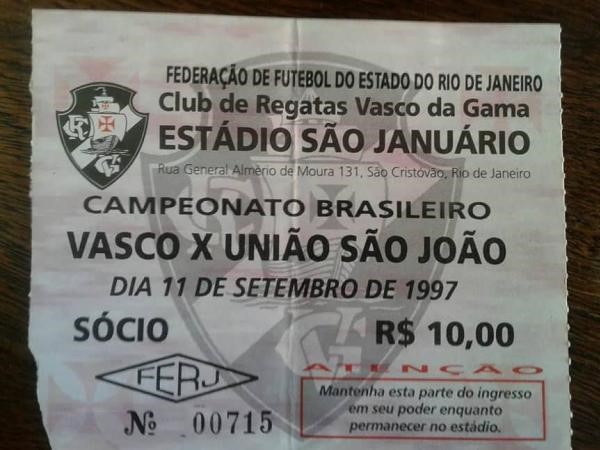 FEDERAÇÃO DE FUTEBOL DO ESTADO DO RIO DE JANEIRO
Club de Regatas Vasco da Gama
ESTÁDIO SÃO JANUÁRIO
Rua General Almério de Moura 131, São Cristóvão, Rio de Janeiro
CAMPEONATO BRASILEIRO
VASCO X UNIÃO SÃO JOÃO
DIA 11 DE SETEMBRO DE 1997
SÓCIO R$ 10,00
FERJ
Nº 00715
ATENÇÃO
Mantenha esta parte do ingresso
em seu poder enquanto
permanecer no estádio.